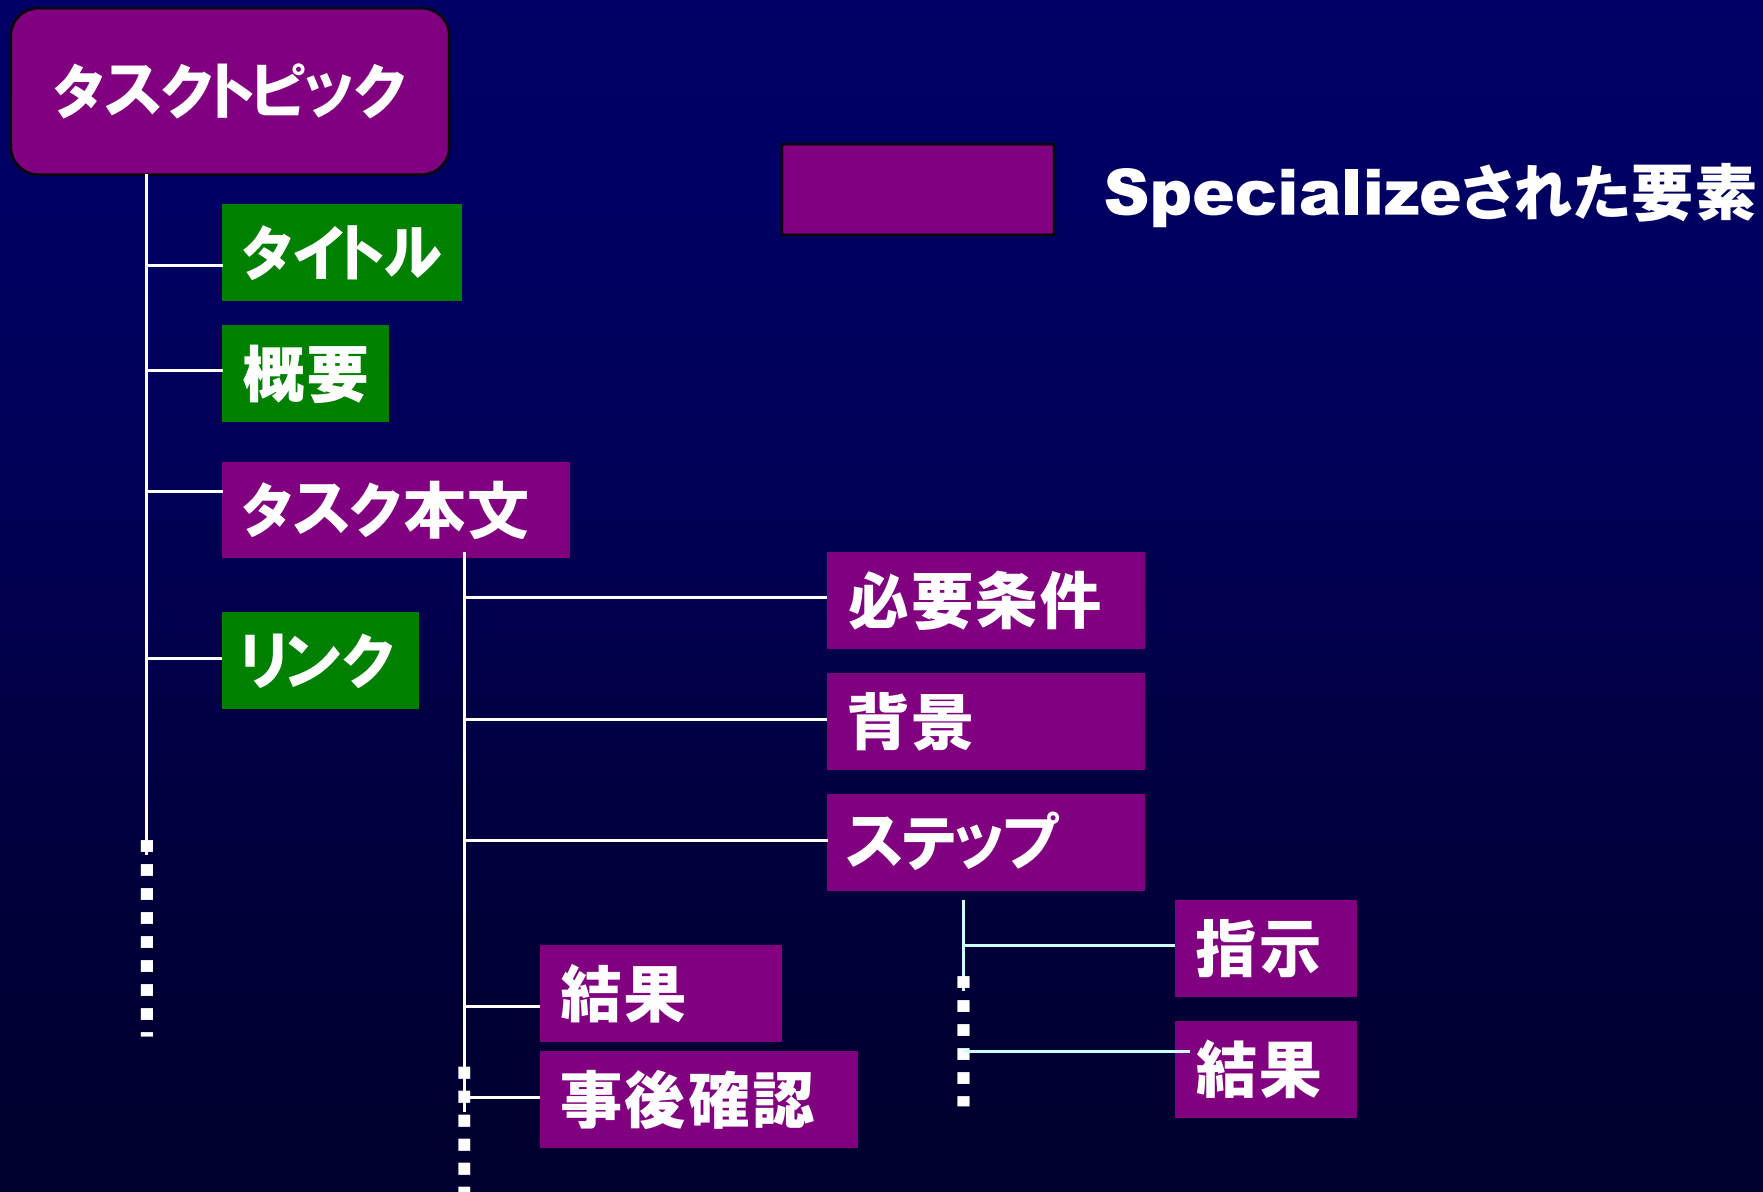 タスクトピック
Specializeされた要素
タイトル
概要
タスク本文
リンク
必要条件
背景
ステップ
指示
結果
結果
事後確認